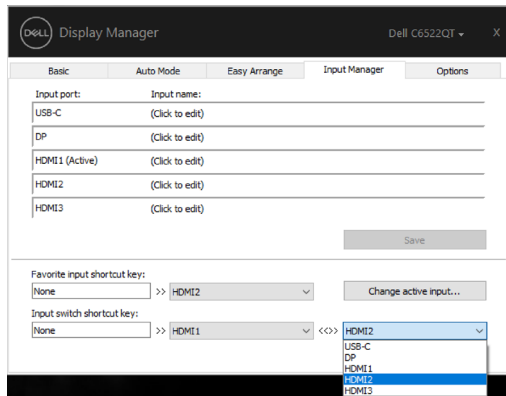 DELL Display Manager Dell C6522QT X
Basic Auto Mode Easy Arrange Input Manager Options
Input port: Input name:
USB-C (Click to edit)
DP (Click to edit)
HDMI1 (Active) (Click to edit)
HDMI2 (Click to edit)
HDMI3 (Click to edit)
Save
Favorite input shortcut key:
None >> HDMI2 Change active input...
Input switch shortcut key:
None >> HDMI1 <<>> HDMI2
USB-C
DP
HDMI1
HDMI2
HDMI3